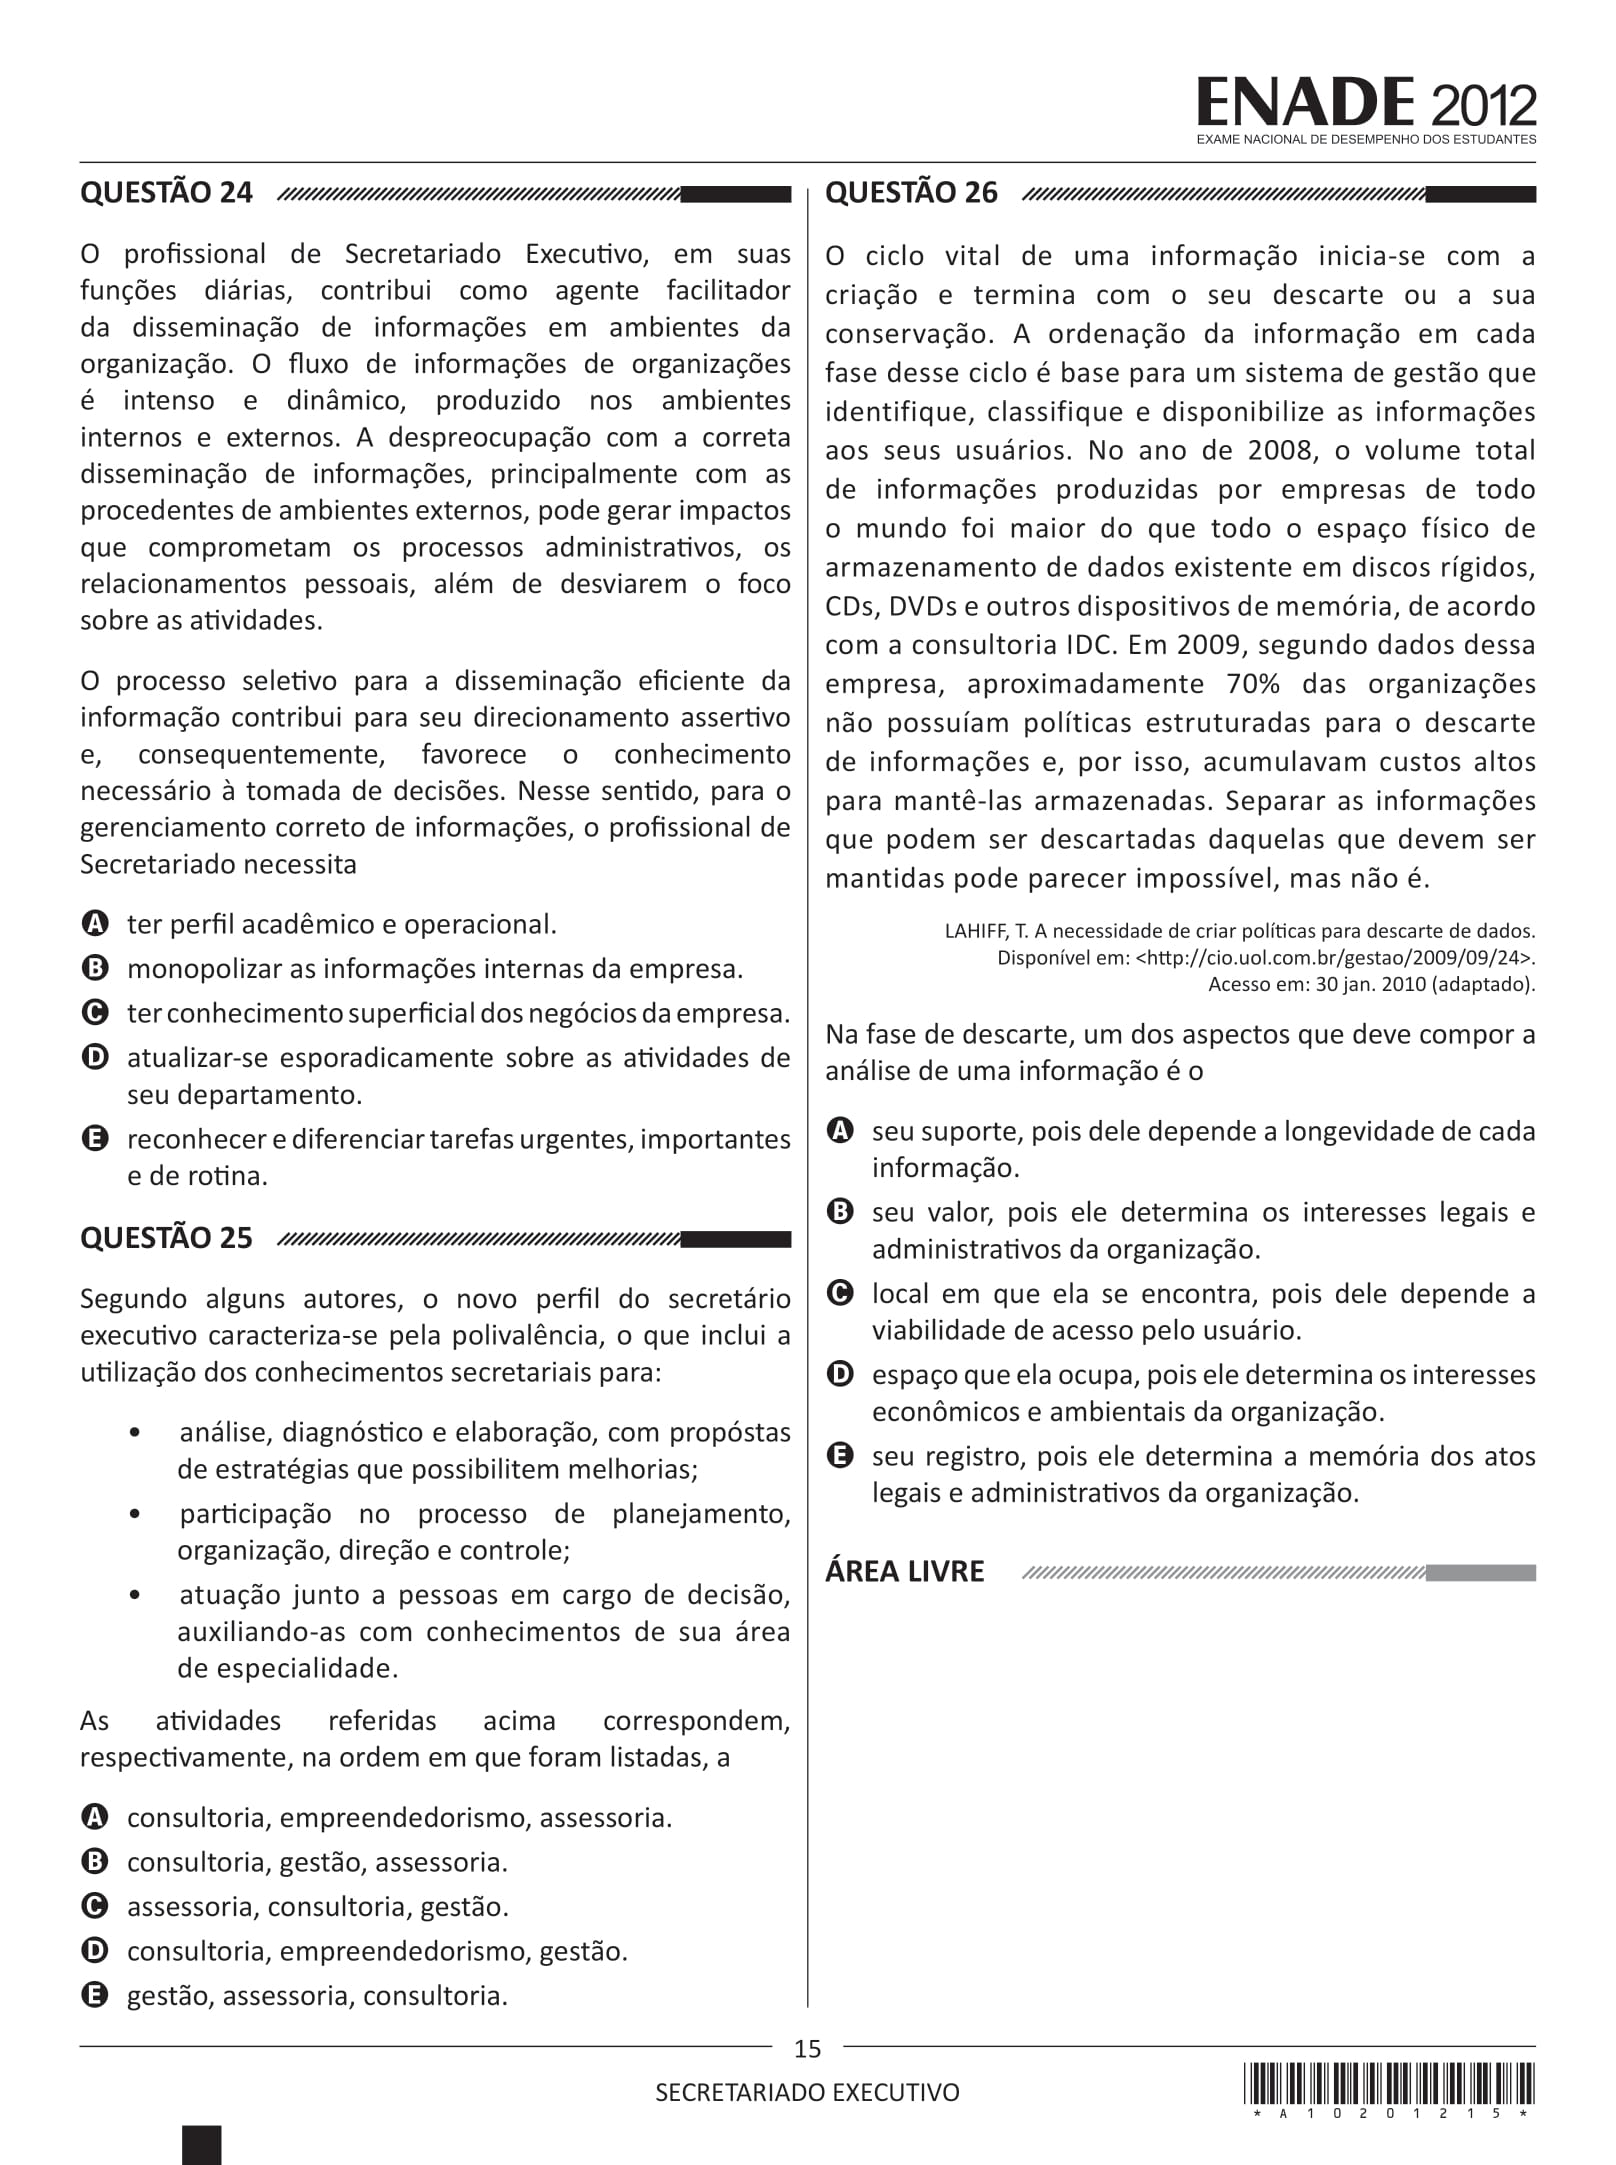 ENADE 2012
EXAME NACIONAL DE DESEMPENHO DOS ESTUDANTES
QUESTÃO 24
O profissional de Secretariado Executivo, em suas
funções diárias, contribui como agente facilitador
da disseminação de informações em ambientes da
organização. O fluxo de informações de organizações
é intenso e dinâmico, produzido nos ambientes
internos e externos. A despreocupação com a correta
disseminação de informações, principalmente com as
procedentes de ambientes externos, pode gerar impactos
que comprometam os processos administrativos, os
relacionamentos pessoais, além de desviarem o foco
sobre as atividades.
O processo seletivo para a disseminação eficiente da
informação contribui para seu direcionamento assertivo
e, consequentemente, favorece o conhecimento
necessário à tomada de decisões. Nesse sentido, para o
gerenciamento correto de informações, o profissional de
Secretariado necessita
A ter perfil acadêmico e operacional.
B monopolizar as informações internas da empresa.
C ter conhecimento superficial dos negócios da empresa.
D atualizar-se esporadicamente sobre as atividades de
seu departamento.
E reconhecer e diferenciar tarefas urgentes, importantes
e de rotina.
QUESTÃO 25
Segundo alguns autores, o novo perfil do secretário
executivo caracteriza-se pela polivalência, o que inclui a
utilização dos conhecimentos secretariais para:
• análise, diagnóstico e elaboração, com propóstas
de estratégias que possibilitem melhorias;
• participação no processo de planejamento,
organização, direção e controle;
• atuação junto a pessoas em cargo de decisão,
auxiliando-as com conhecimentos de sua área
de especialidade.
As atividades referidas acima correspondem,
respectivamente, na ordem em que foram listadas, a
A consultoria, empreendedorismo, assessoria.
B consultoria, gestão, assessoria.
C assessoria, consultoria, gestão.
D consultoria, empreendedorismo, gestão.
E gestão, assessoria, consultoria.
QUESTÃO 26
O ciclo vital de uma informação inicia-se com a
criação e termina com o seu descarte ou a sua
conservação. A ordenação da informação em cada
fase desse ciclo é base para um sistema de gestão que
identifique, classifique e disponibilize as informações
aos seus usuários. No ano de 2008, o volume total
de informações produzidas por empresas de todo
o mundo foi maior do que todo o espaço físico de
armazenamento de dados existente em discos rígidos,
CDs, DVDs e outros dispositivos de memória, de acordo
com a consultoria IDC. Em 2009, segundo dados dessa
empresa, aproximadamente 70% das organizações
não possuíam políticas estruturadas para o descarte
de informações e, por isso, acumulavam custos altos
para mantê-las armazenadas. Separar as informações
que podem ser descartadas daquelas que devem ser
mantidas pode parecer impossível, mas não é.
LAHIFF, T. A necessidade de criar políticas para descarte de dados.
Disponível em: <http://cio.uol.com.br/gestao/2009/09/24>.
Acesso em: 30 jan. 2010 (adaptado).
Na fase de descarte, um dos aspectos que deve compor a
análise de uma informação é o
A seu suporte, pois dele depende a longevidade de cada
informação.
B seu valor, pois ele determina os interesses legais e
administrativos da organização.
C local em que ela se encontra, pois dele depende a
viabilidade de acesso pelo usuário.
D espaço que ela ocupa, pois ele determina os interesses
econômicos e ambientais da organização.
E seu registro, pois ele determina a memória dos atos
legais e administrativos da organização.
ÁREA LIVRE
15
SECRETARIADO EXECUTIVO
* A 1 0 2 0 1 2 1 5 *